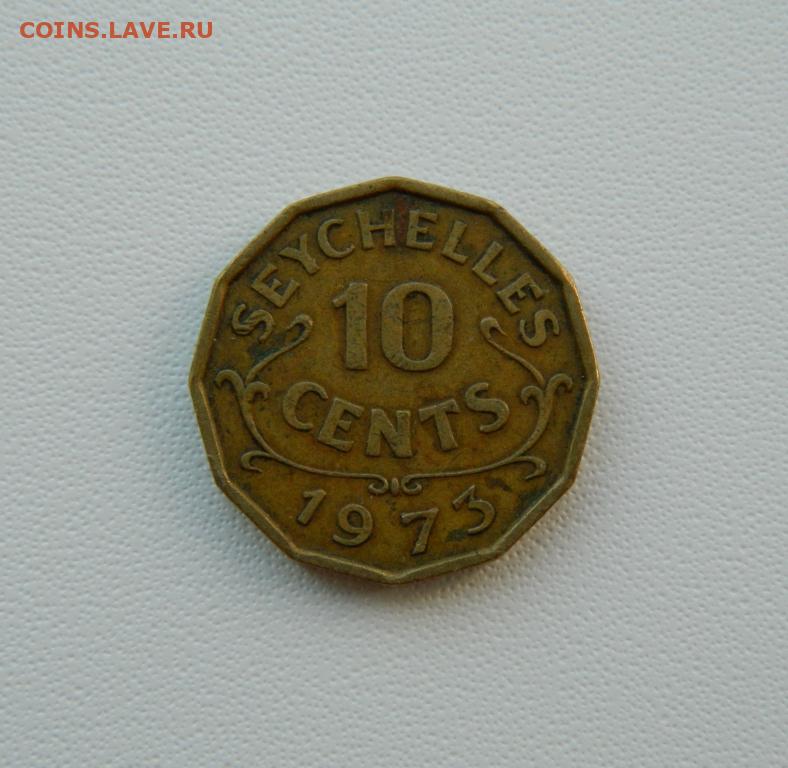 COINS.LAVE.RU
SEYCHELLES
10
CENTS
1973